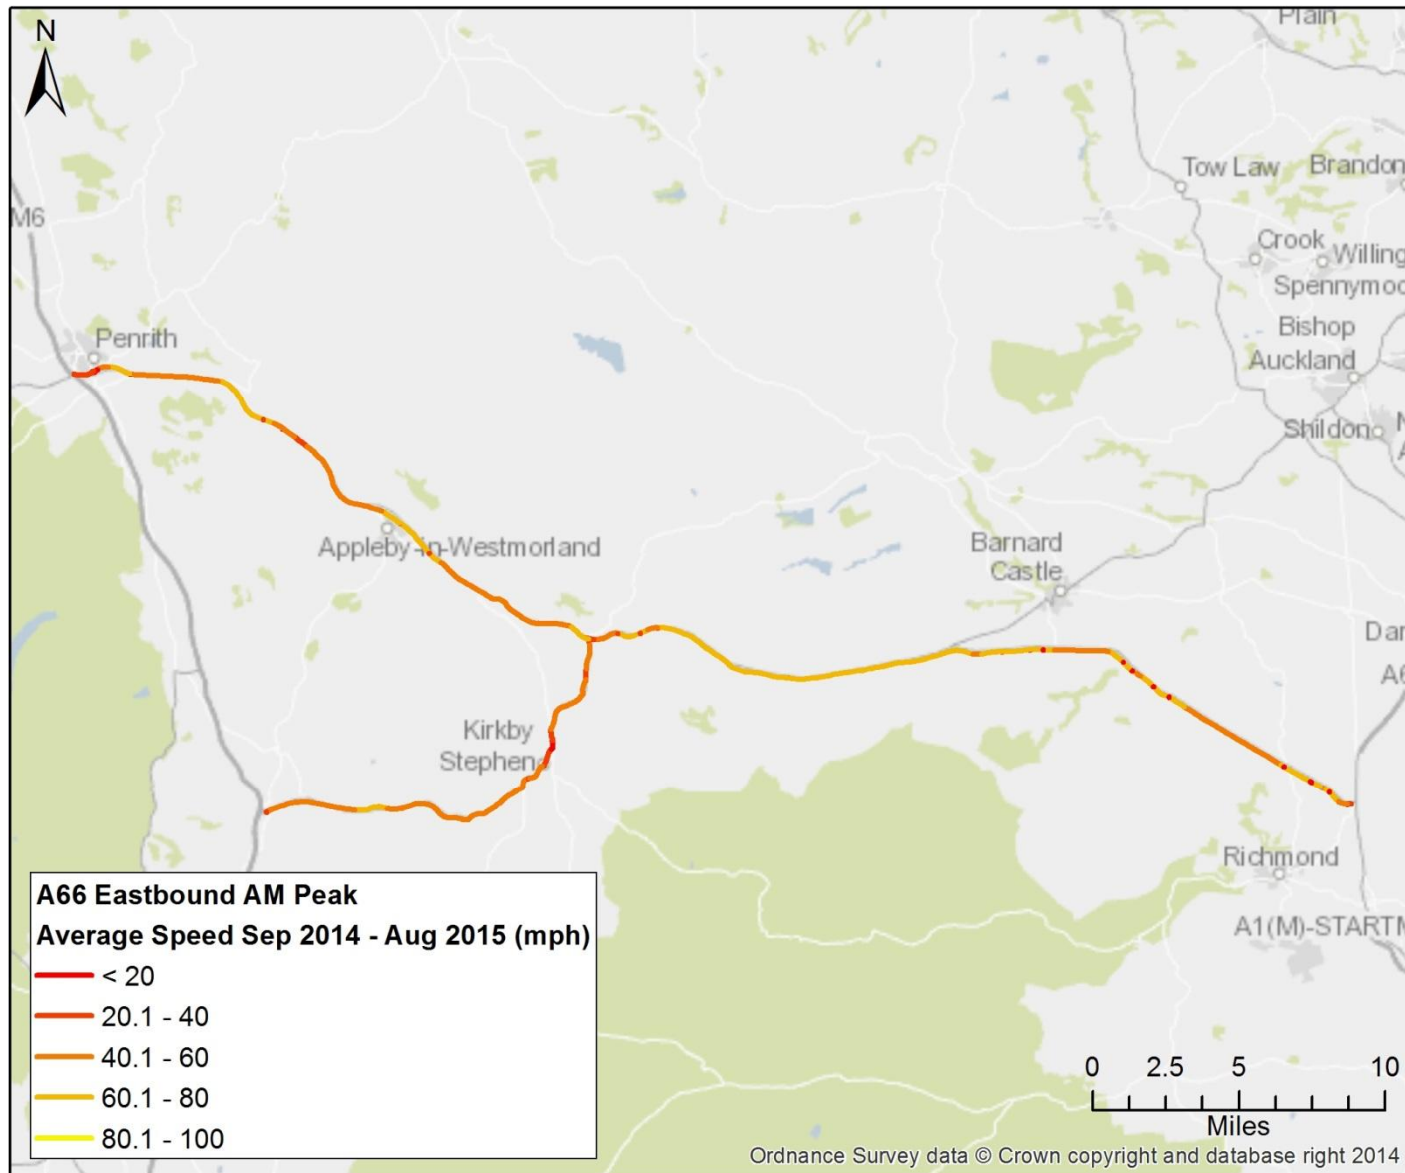 Plain
N
Tow Law
Brandon
M6
Crook
Willing
Spennymoo
Bishop
Auckland
Penrith
Shildon
N
A
Appleby-in-Westmorland
Barnard
Castle
Dar
A6
Kirkby
Stephen
Richmond
A1(M)-STARTM
A66 Eastbound AM Peak
Average Speed Sep 2014 - Aug 2015 (mph)
< 20
20.1 - 40
40.1 - 60
60.1 - 80
80.1 - 100
0 2.5 5 10
Miles
Ordnance Survey data © Crown copyright and database right 2014